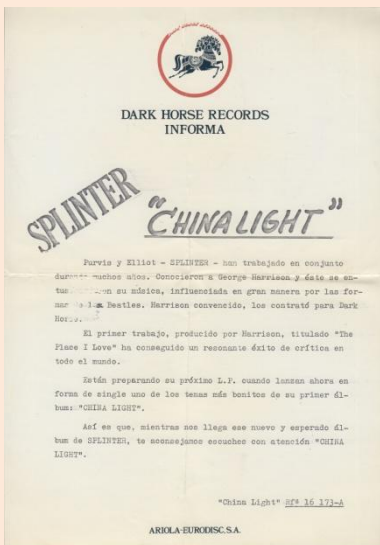 DARK HORSE RECORDS
INFORMA
SPLINTER
"CHINA LIGHT"
Purvis y Elliot - SPLINTER - han trabajado en conjunto
muchos años. Conocieron a George Harrison y éste se en-
su música, influenciada en gran manera por las for-
Beatles. Harrison convencido, los contrató para Dark
El primer trabajo, producido por Harrison, titulado "The
Place I Love" ha conseguido un resonante éxito de crítica en
todo el mundo.
Están preparando su próximo L.P. cuando lanzan ahora en
forma de single uno de los temas más bonitos de su primer ál-
bum: "CHINA LIGHT".
Así es que, mientras nos llega ese nuevo y esperado ál-
bum de SPLINTER, te aconsejamos escuches con atención "CHINA
LIGHT".
"China Light" Rfª 16 173-A
ARIOLA-EURODISC, S.A.